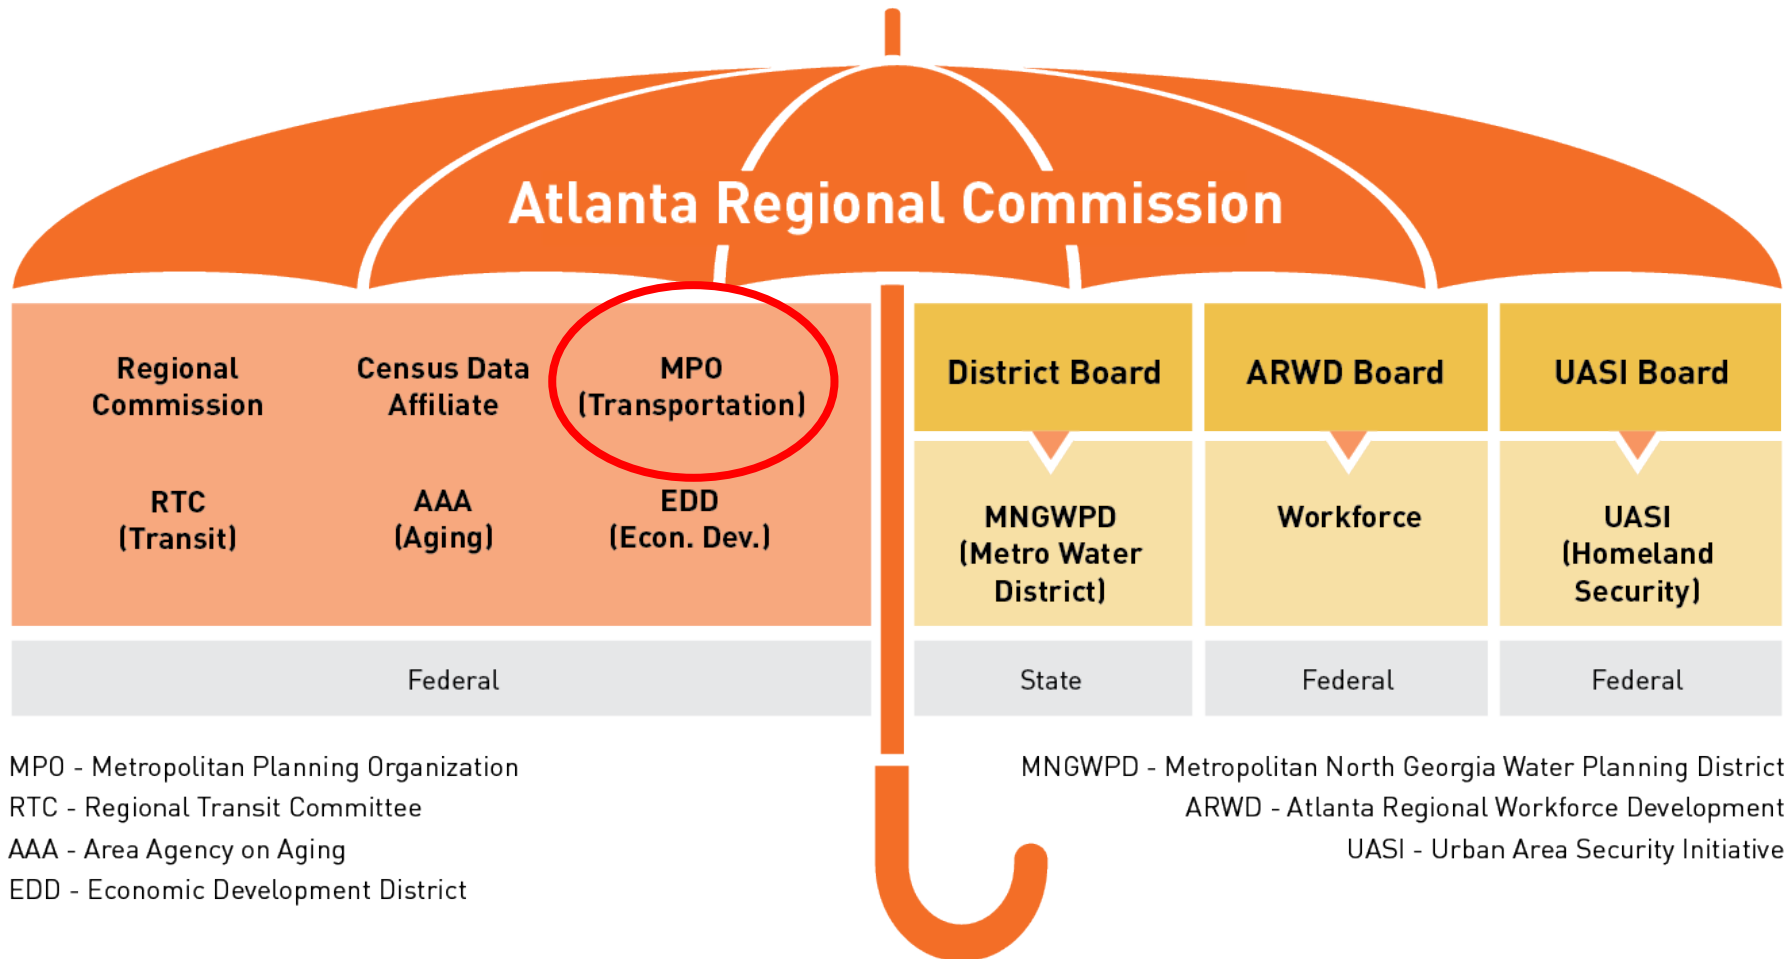 Atlanta Regional Commission
Regional
Commission
Census Data
Affiliate
MPO
(Transportation)
RTC
(Transit)
AAA
(Aging)
EDD
(Econ. Dev.)
Federal
District Board
MNGWPD
(Metro Water
District)
State
ARWD Board
Workforce
Federal
UASI Board
UASI
(Homeland
Security)
Federal
MPO - Metropolitan Planning Organization
RTC - Regional Transit Committee
AAA - Area Agency on Aging
EDD - Economic Development District
MNGWPD - Metropolitan North Georgia Water Planning District
ARWD - Atlanta Regional Workforce Development
UASI - Urban Area Security Initiative